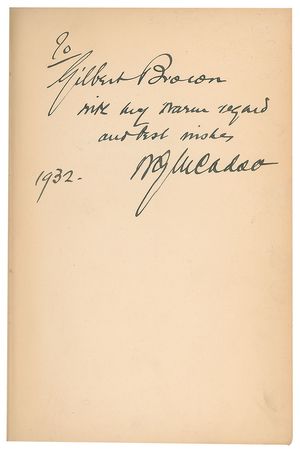 To
Gilbert Brown
with my warm regard
and best wishes
WG McAdoo
1932-